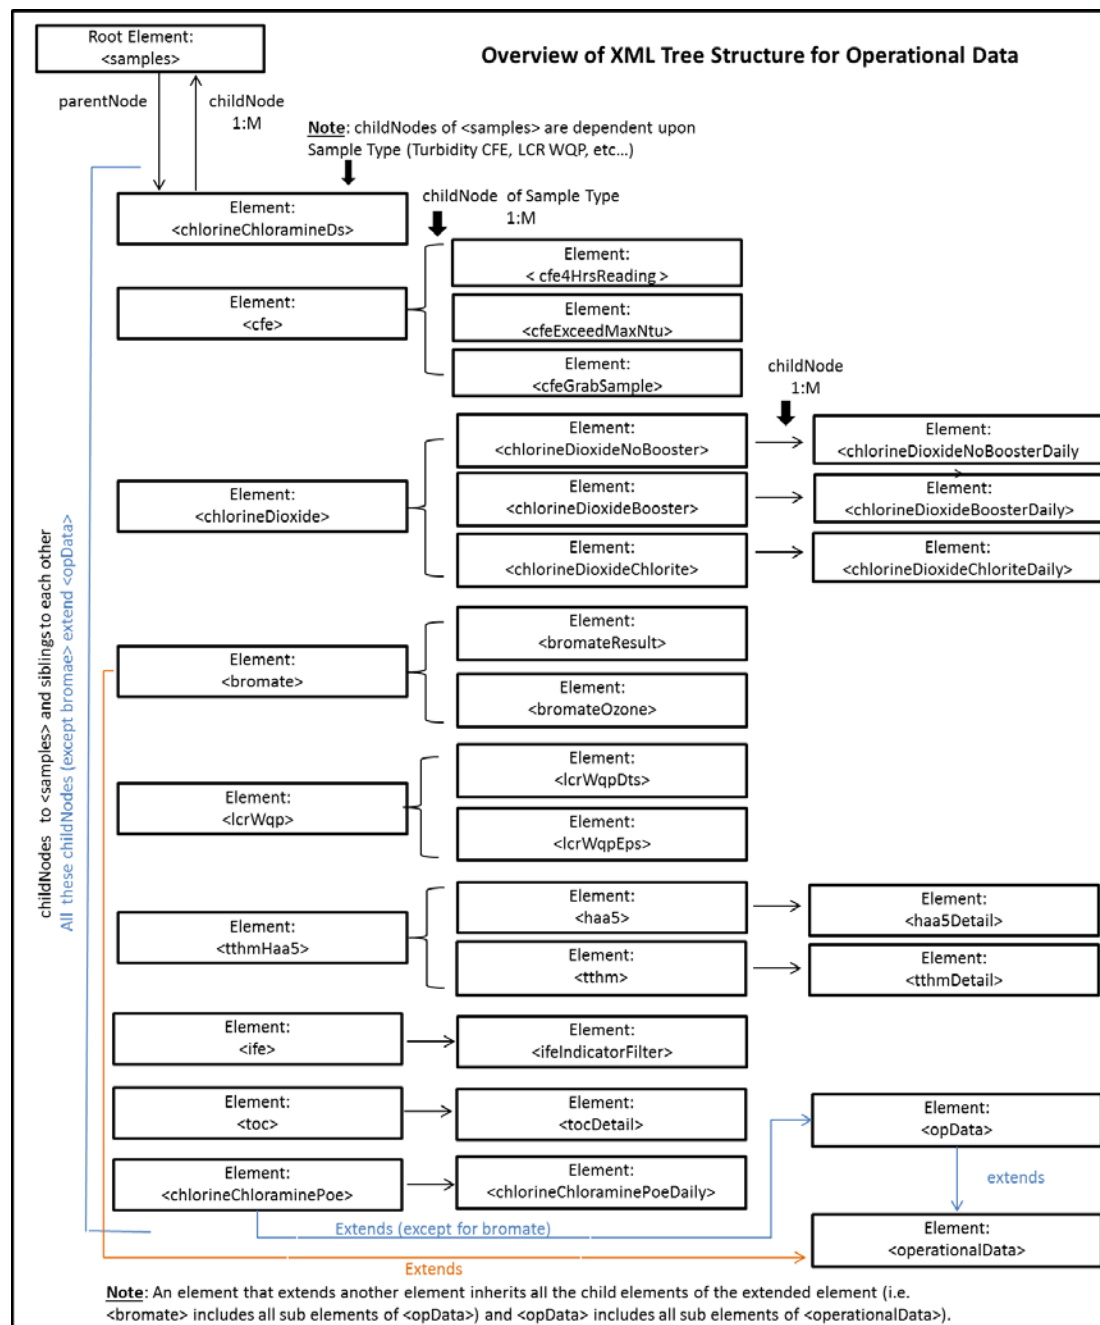 Root Element:
<samples>
Overview of XML Tree Structure for Operational Data
parentNode
childNode
1:M
Note: childNodes of <samples> are dependent upon
Sample Type (Turbidity CFE, LCR WQP, etc...)
childNode of Sample Type
1:M
Element:
<chlorineChloramineDs>
Element:
< cfe4HrsReading >
Element:
<cfe>
Element:
<cfeExceedMaxNtu>
Element:
<cfeGrabSample>
childNode
1:M
Element:
<chlorineDioxideNoBooster>
Element:
<chlorineDioxideNoBoosterDaily
Element:
<chlorineDioxide>
Element:
<chlorineDioxideBooster>
Element:
<chlorineDioxideBoosterDaily>
Element:
<chlorineDioxideChlorite>
Element:
<chlorineDioxideChloriteDaily>
childNodes to <samples> and siblings to each other
All these childNodes (except bromae> extend <opData>
Element:
<bromateResult>
Element:
<bromate>
Element:
<bromateOzone>
Element:
<lcrWqpDts>
Element:
<lcrWqp>
Element:
<lcrWqpEps>
Element:
<haa5>
Element:
<haa5Detail>
Element:
<tthmHaa5>
Element:
<tthm>
Element:
<tthmDetail>
Element:
<ife>
Element:
<ifeIndicatorFilter>
Element:
<toc>
Element:
<tocDetail>
Element:
<opData>
Element:
<chlorineChloraminePoe>
Element:
<chlorineChloraminePoeDaily>
extends
Extends (except for bromate)
Element:
<operationalData>
Extends
Note: An element that extends another element inherits all the child elements of the extended element (i.e.
<bromate> includes all sub elements of <opData>) and <opData> includes all sub elements of <operationalData>).